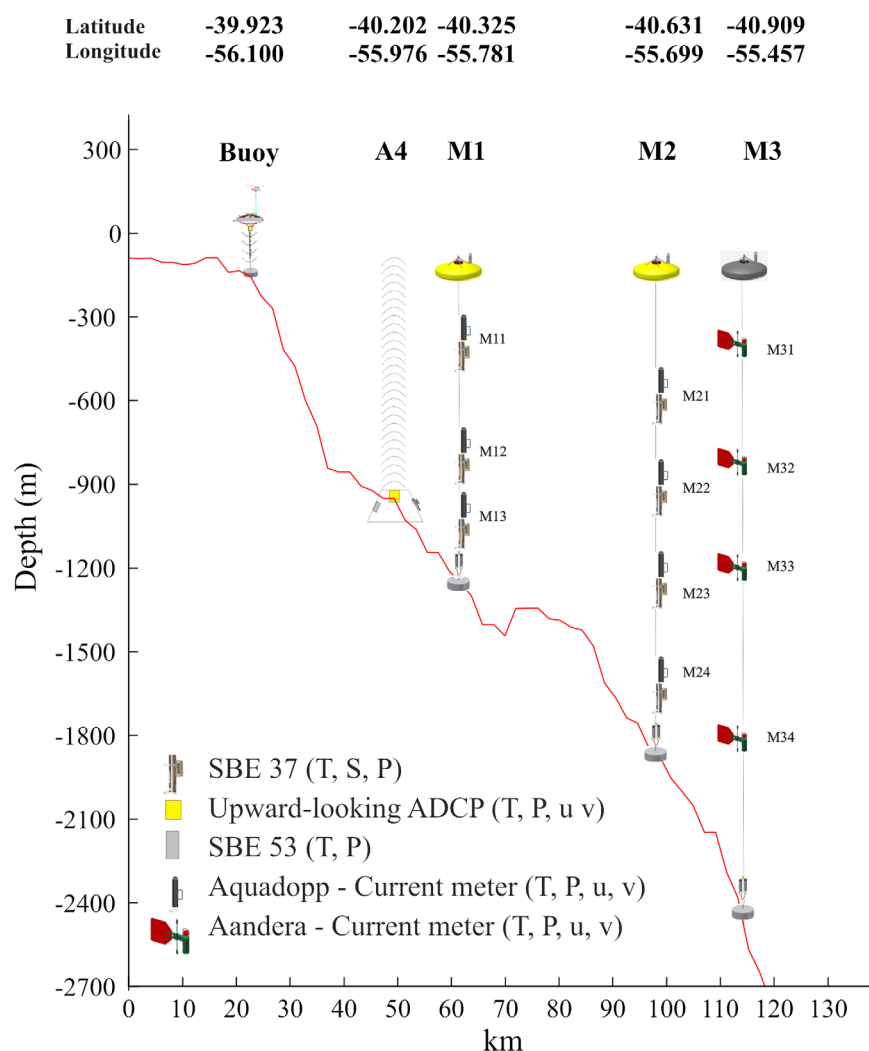 Latitude -39.923 -40.202 -40.325 -40.631 -40.909
Longitude -56.100 -55.976 -55.781 -55.699 -55.457
Buoy A4 M1 M2 M3
300
0
-300
-600
-900
-1200
-1500
-1800
-2100
-2400
-2700
Depth (m)
M11
M12
M13
M21
M22
M23
M24
M31
M32
M33
M34
SBE 37 (T, S, P)
Upward-looking ADCP (T, P, u v)
SBE 53 (T, P)
Aquadopp - Current meter (T, P, u, v)
Aandera - Current meter (T, P, u, v)
0 10 20 30 40 50 60 70 80 90 100 110 120 130
km